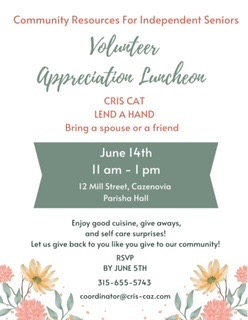 Community Resources For Independent Seniors
Volunteer
Appreciation Luncheon
CRIS CAT
LEND A HAND
Bring a spouse or a friend
June 14th
11 am - 1 pm
12 Mill Street, Cazenovia
Parisha Hall
Enjoy good cuisine, give aways,
and self care surprises!
Let us give back to you like you give to our community!
RSVP
BY JUNE 5TH
315-655-5743
coordinator@cris-caz.com